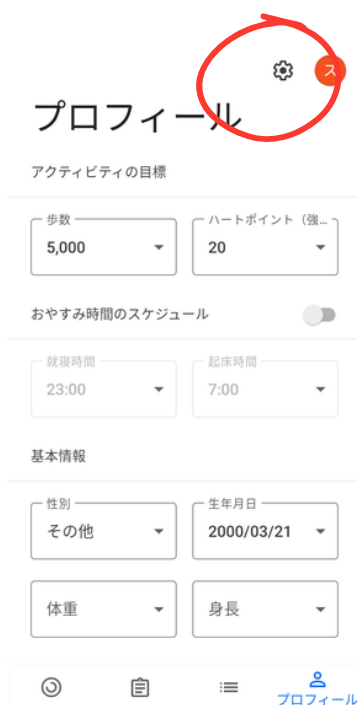 ス
プロフィール
アクティビティの目標
歩数
5,000
ハートポイント（強...
20
おやすみ時間のスケジュール
就寝時間
23:00
起床時間
7:00
基本情報
性別
その他
生年月日
2000/03/21
体重
身長
プロフィール